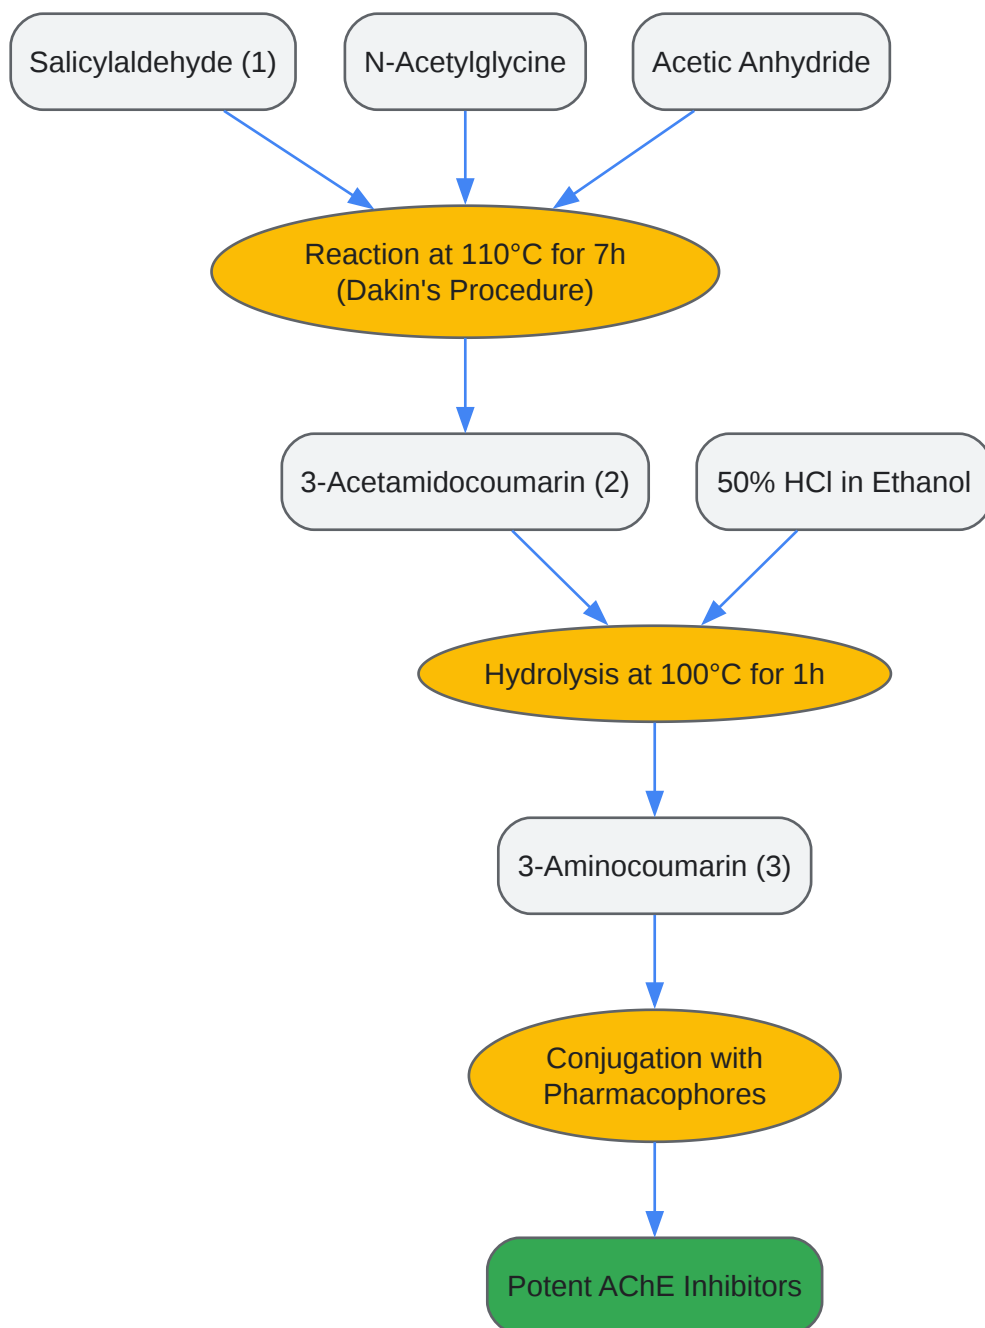 Salicylaldehyde (1)
N-Acetylglycine
Acetic Anhydride
Reaction at 110°C for 7h
(Dakin's Procedure)
3-Acetamidocoumarin (2)
50% HCl in Ethanol
Hydrolysis at 100°C for 1h
3-Aminocoumarin (3)
Conjugation with
Pharmacophores
Potent AChE Inhibitors